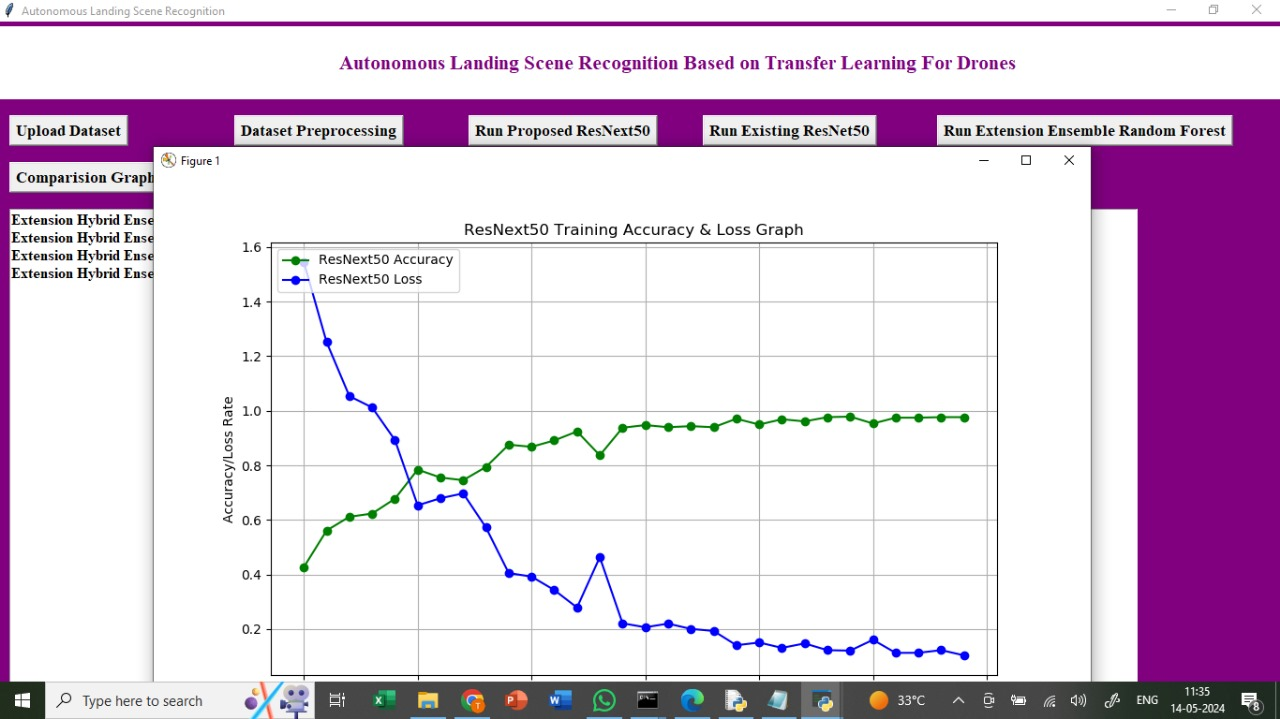 Autonomous Landing Scene Recognition
Autonomous Landing Scene Recognition Based on Transfer Learning For Drones
Upload Dataset
Dataset Preprocessing
Run Proposed ResNext50
Run Existing ResNet50
Run Extension Ensemble Random Forest
Comparision Graph
Figure 1
Extension Hybrid Ense
Extension Hybrid Ense
Extension Hybrid Ense
Extension Hybrid Ense
ResNext50 Training Accuracy & Loss Graph
ResNext50 Accuracy
ResNext50 Loss
Accuracy/Loss Rate
1.6
1.4
1.2
1.0
0.8
0.6
0.4
0.2
Type here to search
33°C
ENG
11:35
14-05-2024
8